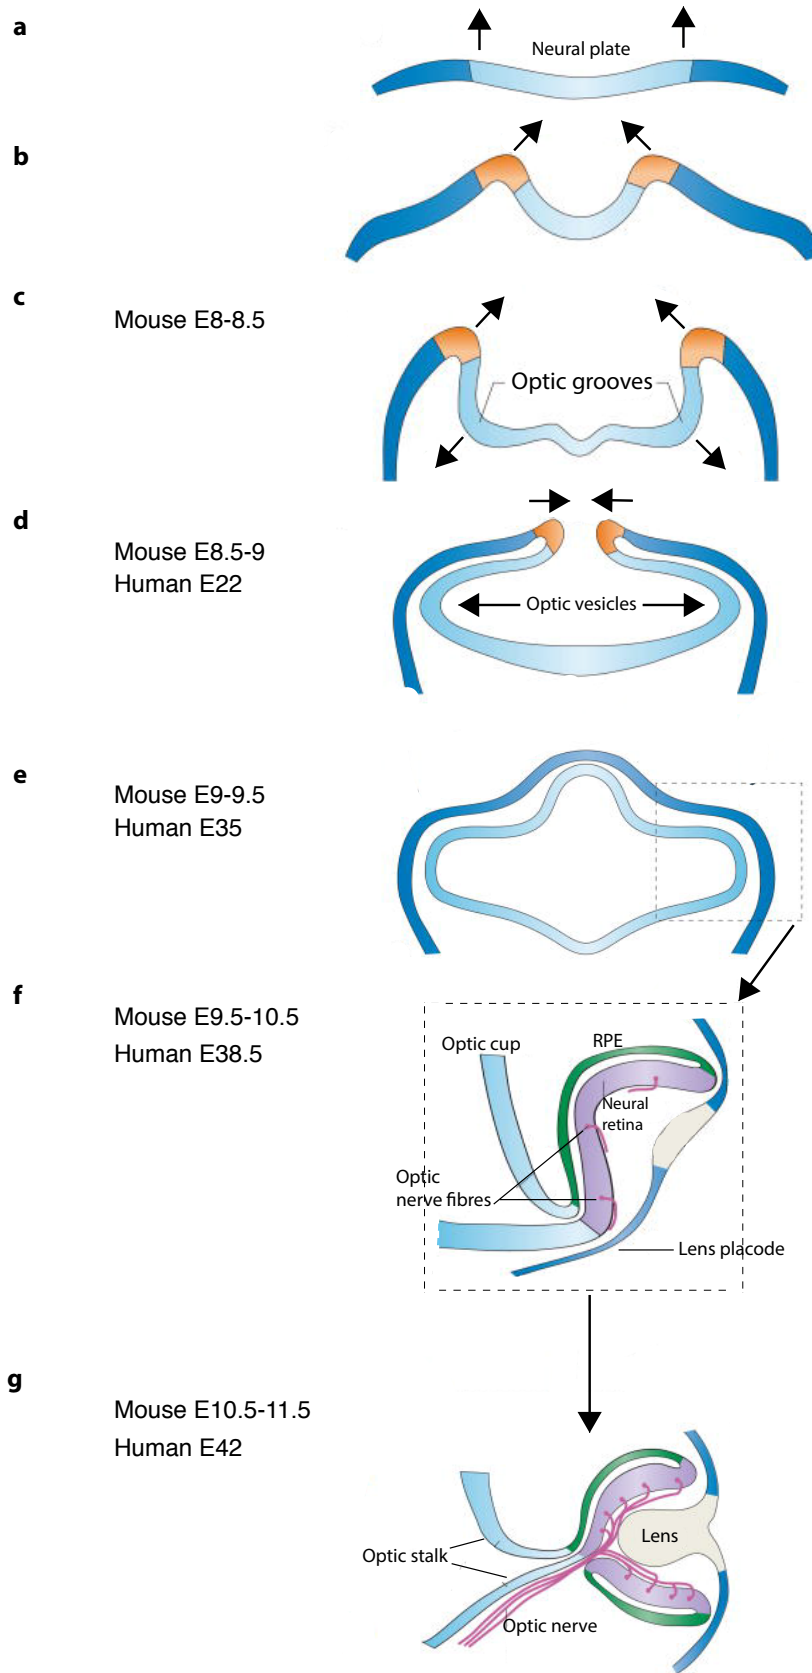 a
Neural plate
b
c
Mouse E8-8.5
Optic grooves
d
Mouse E8.5-9
Human E22
Optic vesicles
e
Mouse E9-9.5
Human E35
f
Mouse E9.5-10.5
Human E38.5
Optic cup
RPE
Neural
retina
Optic
nerve fibres
Lens placode
g
Mouse E10.5-11.5
Human E42
Lens
Optic stalk
Optic nerve